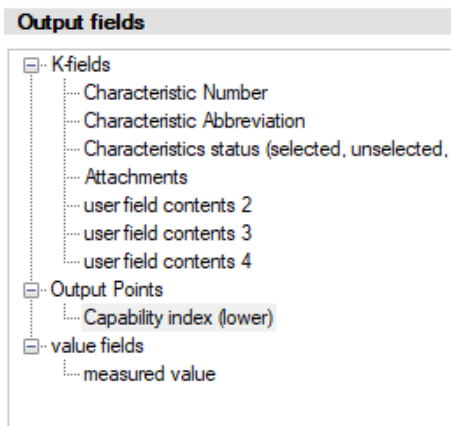 Output fields
K-fields
Characteristic Number
Characteristic Abbreviation
Characteristics status (selected, unselected,
Attachments
user field contents 2
user field contents 3
user field contents 4
Output Points
Capability index (lower)
value fields
measured value